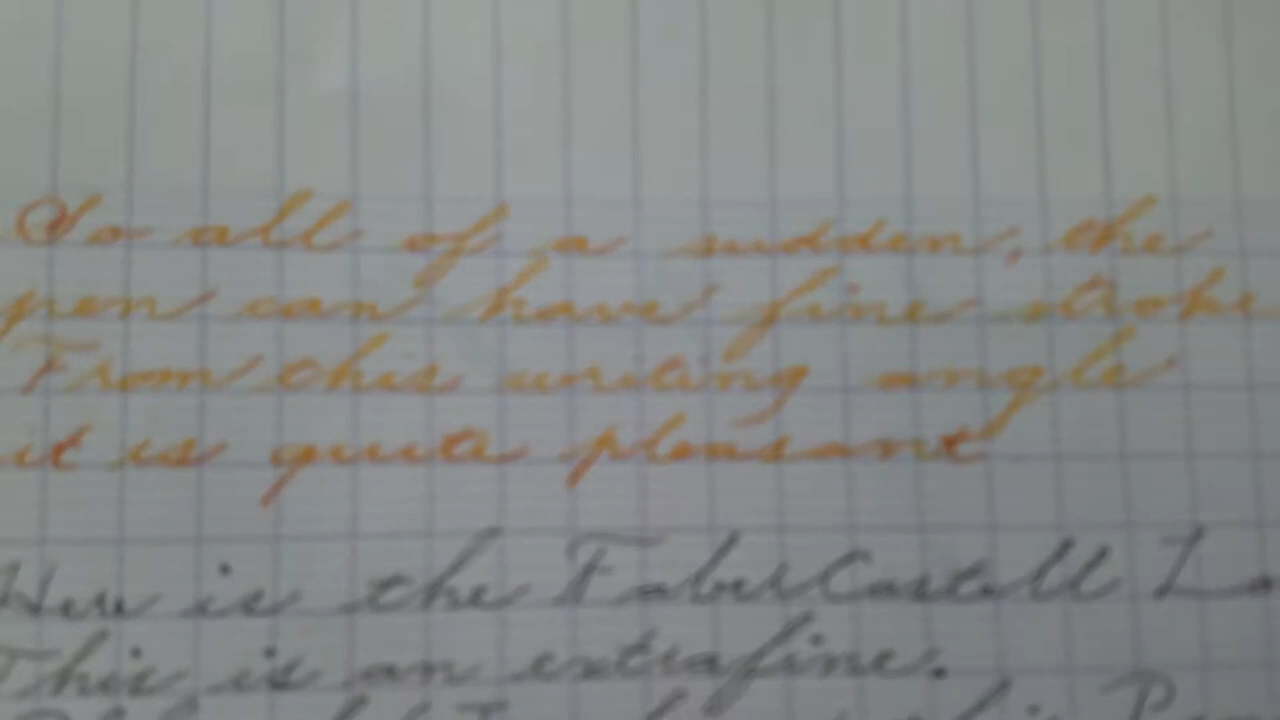 So all of a sudden, the
pen can have fine stroke
From this writing angle
it is quite pleasant
Here is the FaberCastell
This is an extrafine.